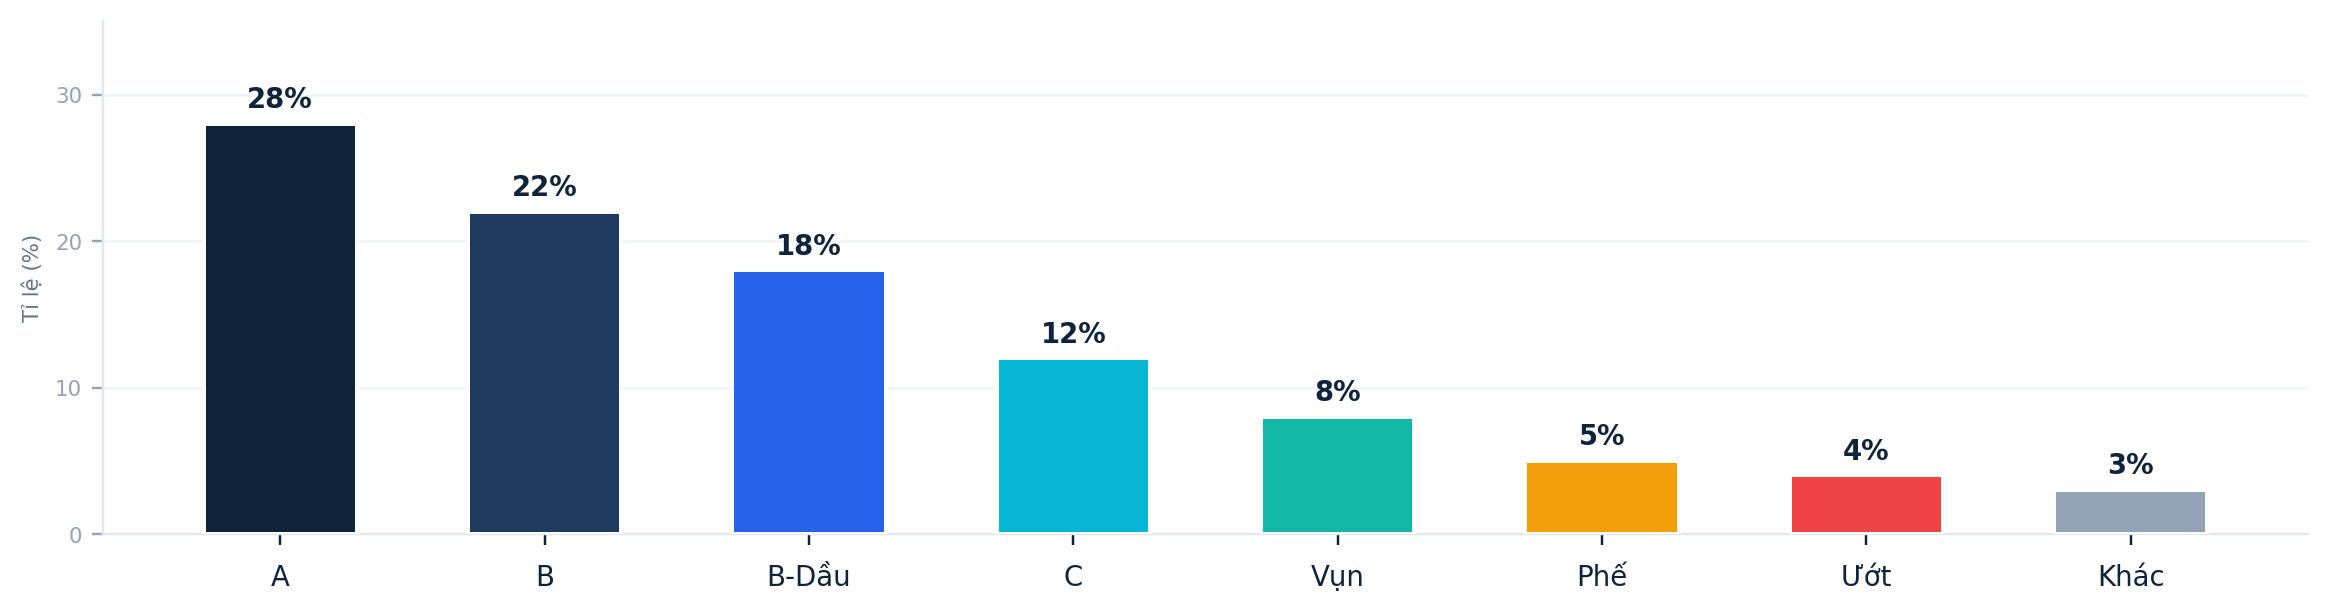 Tỉ lệ (%)
30
20
10
0
28%
22%
18%
12%
8%
5%
4%
3%
A
B
B-Dầu
C
Vụn
Phế
Ướt
Khác